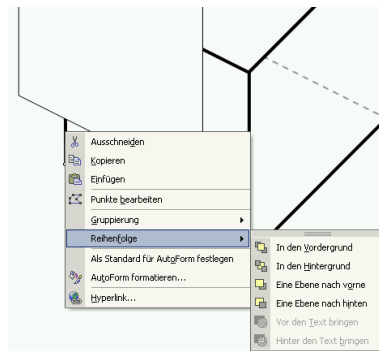 Ausschneiden
Kopieren
Einfügen
Punkte bearbeiten
Gruppierung
Reihenfolge
Als Standard für AutoForm festlegen
AutoForm formatieren...
Hyperlink...
In den Vordergrund
In den Hintergrund
Eine Ebene nach vorne
Eine Ebene nach hinten
Vor den Text bringen
Hinter den Text bringen